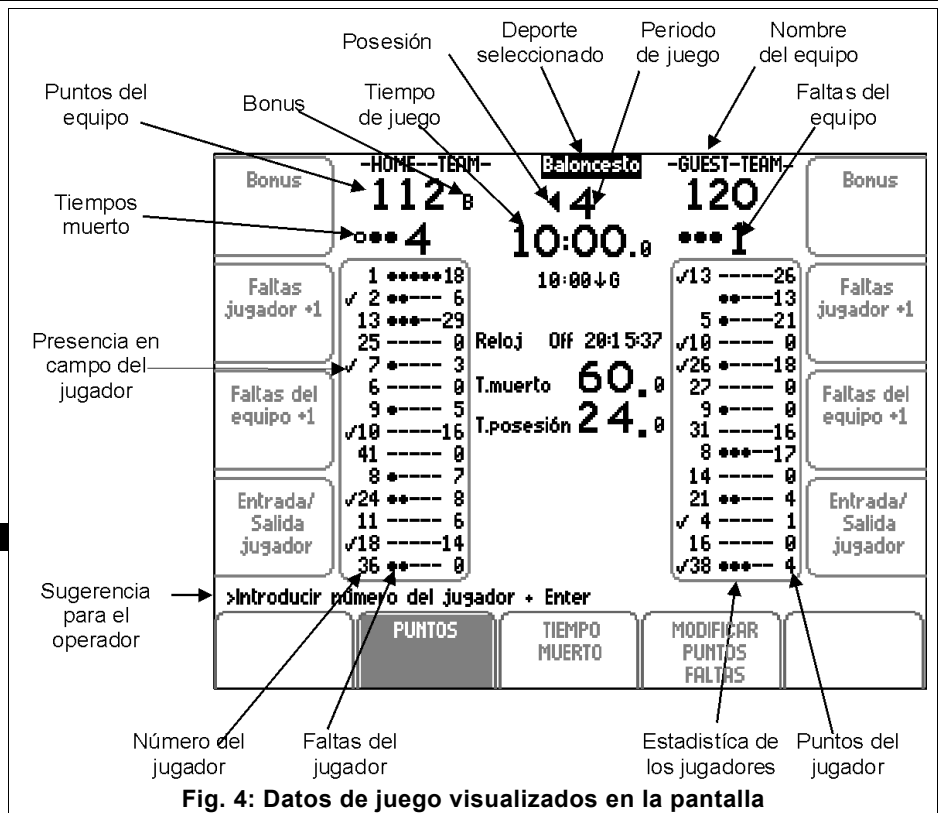 Posesión
Deporte
seleccionado
Periodo
de juego
Nombre
del equipo
Puntos del
equipo
Bonus
Tiempo
de juego
Faltas del
equipo
Tiempos
muerto
Presencia en
campo del
jugador
Sugerencia
para el
operador
-HOME--TEAM- Baloncesto -GUEST-TEAM-
112 B 4 120
4 10:00.0 1
10:00↓G
Bonus
Faltas
jugador +1
Faltas del
equipo +1
Entrada/
Salida
jugador
1 ●●●●●18
✓ 2 ●●--- 6
13 ●●●--29
25 ----- 0
✓ 7 ●---- 3
6 ----- 0
9 ●---- 5
✓10 -----16
41 ----- 0
8 ●---- 7
✓24 ●●--- 8
11 ----- 6
✓18 -----14
36 ●●--- 0
Reloj Off 20:15:37
T.muerto 60.0
T.posesión 24.0
✓13 -----26
●●---13
5 ●----21
✓10 ----- 0
✓26 ●----18
27 ----- 0
9 ●---- 0
31 -----16
8 ●●●--17
14 ----- 0
21 ●●--- 4
✓ 4 ----- 1
16 ----- 0
✓38 ●●●-- 4
Bonus
Faltas
jugador +1
Faltas del
equipo +1
Entrada/
Salida
jugador
>Introducir número del jugador + Enter
PUNTOS
TIEMPO
MUERTO
MODIFICAR
PUNTOS
FALTAS
Número del
jugador
Faltas del
jugador
Estadistíca de
los jugadores
Puntos del
jugador
Fig. 4: Datos de juego visualizados en la pantalla